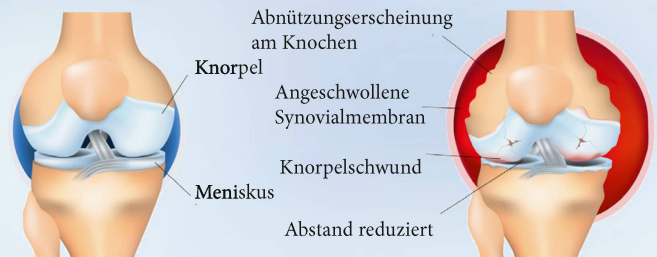 Knorpel
Meniskus
Abnützungserscheinung
am Knochen
Angeschwollene
Synovialmembran
Knorpelschwund
Abstand reduziert